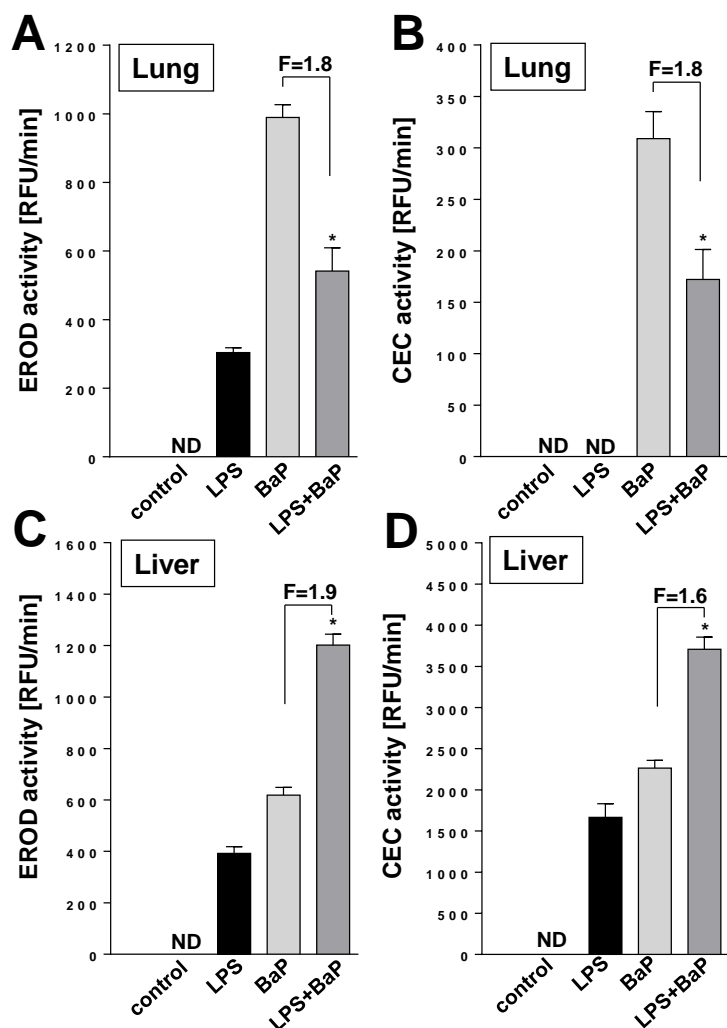 A
Lung
EROD activity [RFU/min]
1200
1000
800
600
400
200
0
F=1.8
*
ND
control
LPS
BaP
LPS+BaP
B
Lung
CEC activity [RFU/min]
400
350
300
250
200
150
100
50
0
F=1.8
*
ND
ND
control
LPS
BaP
LPS+BaP
C
Liver
EROD activity [RFU/min]
1600
1400
1200
1000
800
600
400
200
0
F=1.9
*
ND
control
LPS
BaP
LPS+BaP
D
Liver
CEC activity [RFU/min]
5000
4500
4000
3500
3000
2500
2000
1500
1000
500
0
F=1.6
*
ND
control
LPS
BaP
LPS+BaP